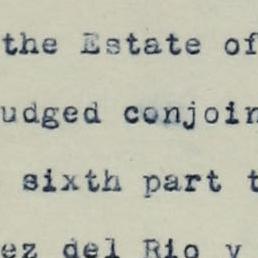 the Estate of
udged conjoin
sixth part t
ez del Rio y